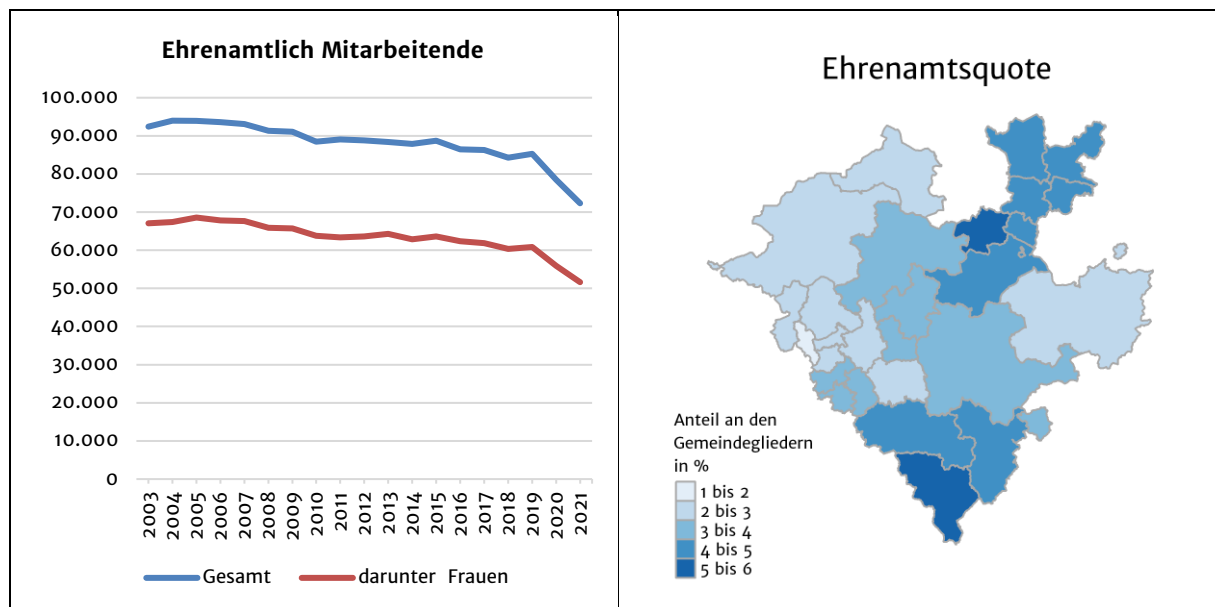 Ehrenamtlich Mitarbeitende
100.000
90.000
80.000
70.000
60.000
50.000
40.000
30.000
20.000
10.000
0
2003
2004
2005
2006
2007
2008
2009
2010
2011
2012
2013
2014
2015
2016
2017
2018
2019
2020
2021
Gesamt
darunter Frauen
Ehrenamtsquote
Anteil an den
Gemeindegliedern
in %
1 bis 2
2 bis 3
3 bis 4
4 bis 5
5 bis 6